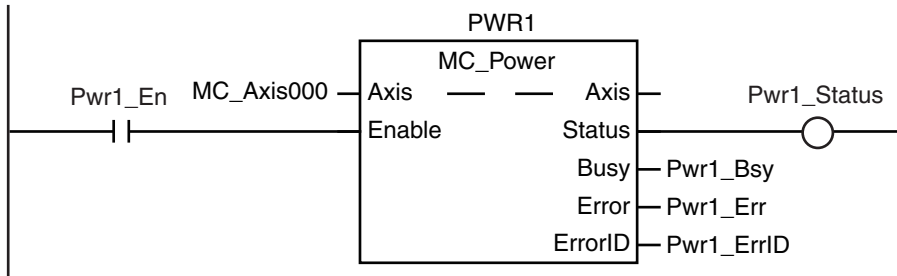 PWR1
MC_Power
Pwr1_En MC_Axis000 Axis Axis Pwr1_Status
Enable Status
Busy Pwr1_Bsy
Error Pwr1_Err
ErrorID Pwr1_ErrID